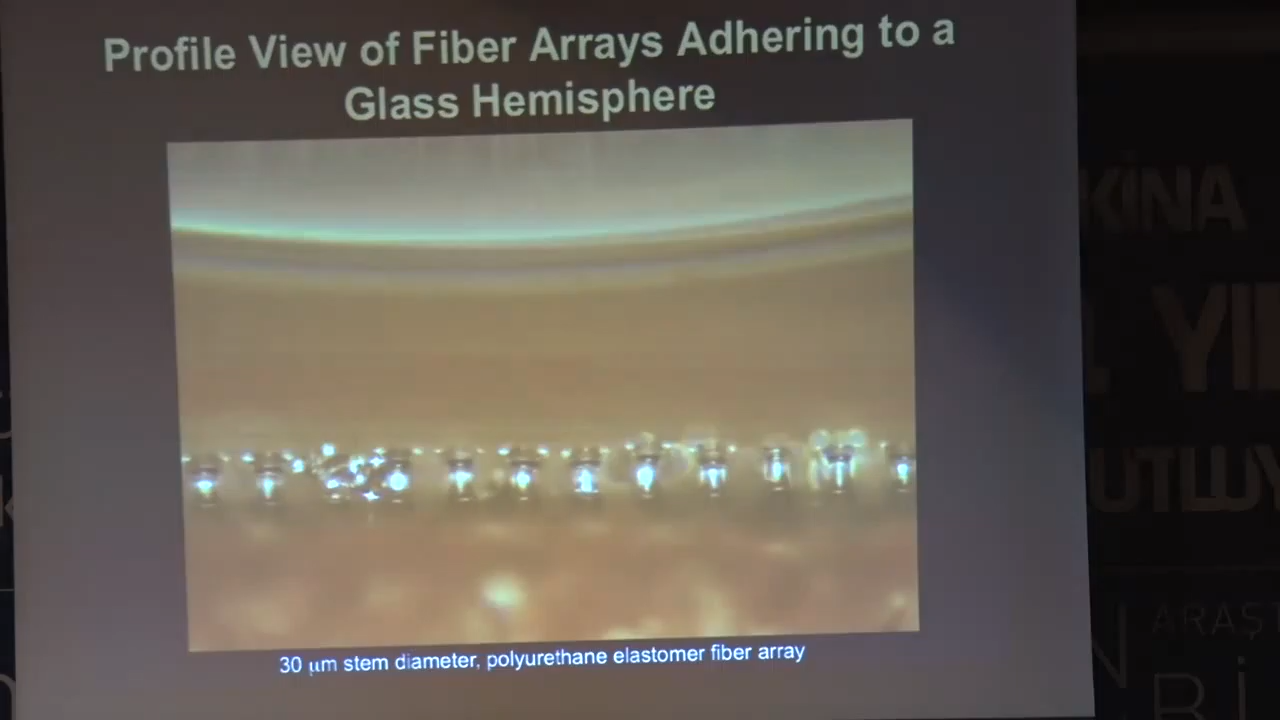 Profile View of Fiber Arrays Adhering to a
Glass Hemisphere
30 μm stem diameter, polyurethane elastomer fiber array